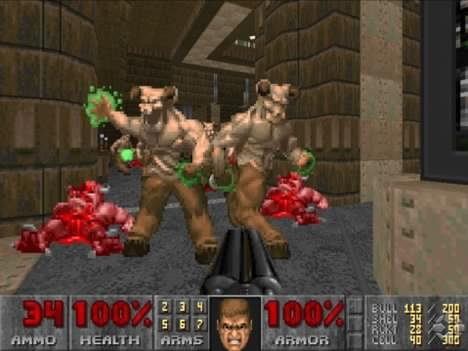 34 100% 2 3 4 100% BULL 113 / 200
5 6 7 SHEL 34 / 50
RCKT 20 / 50
AMMO HEALTH ARMS ARMOR CELL 40 / 300